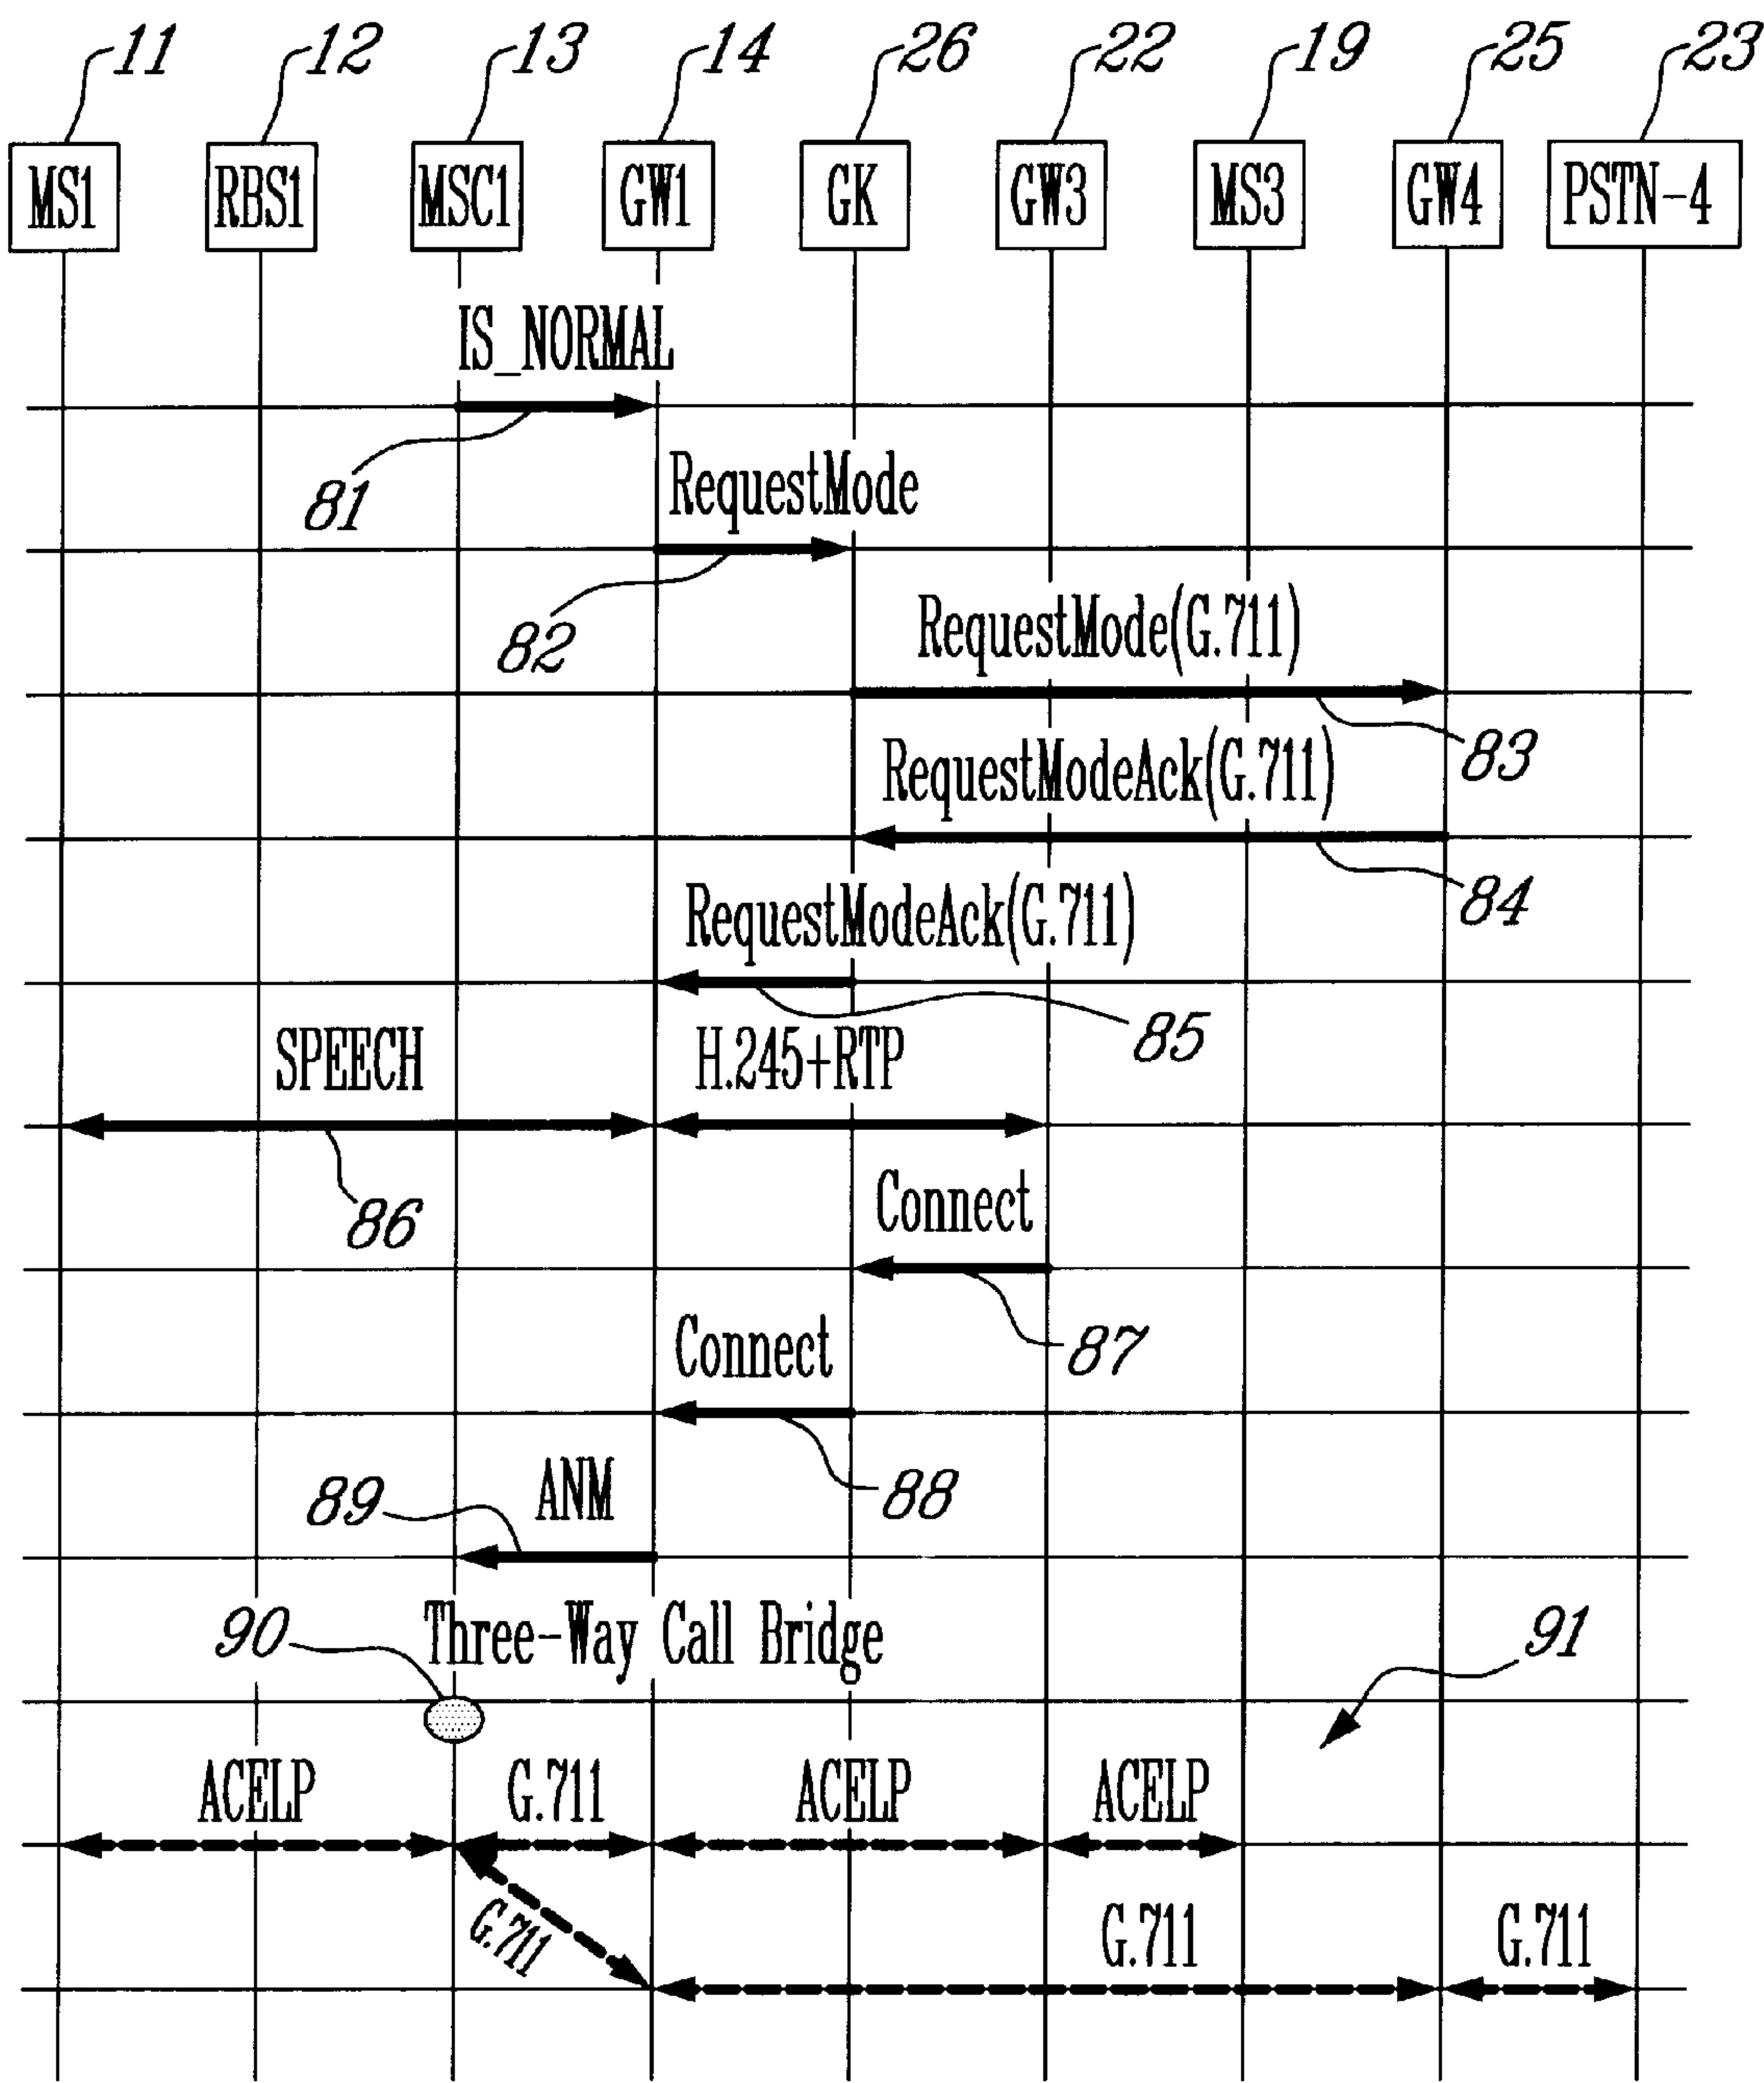 11 12 13 14 26 22 19 25 23
MS1 RBS1 MSC1 GW1 GK GW3 MS3 GW4 PSTN-4
IS_NORMAL
81
RequestMode
82
RequestMode(G.711)
83
RequestModeAck(G.711)
84
RequestModeAck(G.711)
85
SPEECH H.245+RTP
86
Connect
87
Connect
88
89 ANM
90 Three-Way Call Bridge 91
ACELP G.711 ACELP ACELP
G.711 G.711 G.711